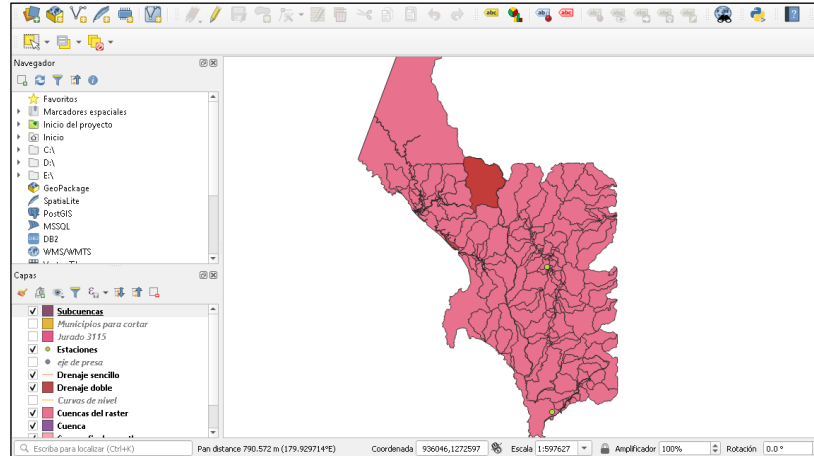 abc
abc
abc
Navegador
Favoritos
Marcadores espaciales
Inicio del proyecto
Inicio
C:\
D:\
E:\
GeoPackage
SpatiaLite
PostGIS
MSSQL
DB2
WMS/WMTS
Capas
Subcuencas
Municipios para cortar
Jurado 3115
Estaciones
eje de presa
Drenaje sencillo
Drenaje doble
Curvas de nivel
Cuencas del raster
Cuenca
Escriba para localizar (Ctrl+K) Pan distance 790.572 m (179.929714°E) Coordenada 936046,1272597 Escala 1:597627 Amplificador 100% Rotación 0.0 °